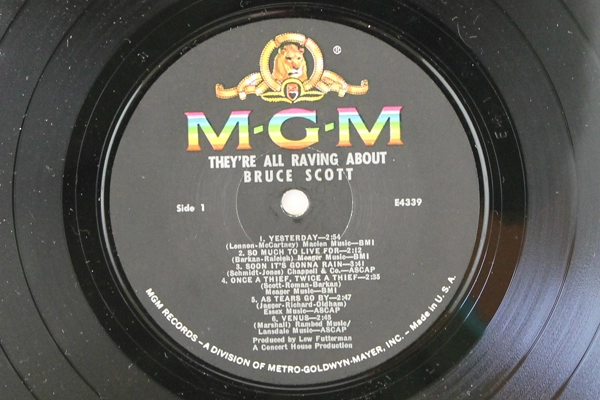 ®
M-G-M
THEY'RE ALL RAVING ABOUT
BRUCE SCOTT
Side 1
E4339
1. YESTERDAY—2:54
(Lennon-McCartney) Maclen Music—BMI
2. SO MUCH TO LIVE FOR—2:12
(Barkan-Raleigh) Meager Music—BMI
3. SOON IT'S GONNA RAIN—3:41
(Schmidt-Jones) Chappell & Co.—ASCAP
4. ONCE A THIEF, TWICE A THIEF—2:35
(Scott-Roman-Barkan)
Meager Music—BMI
5. AS TEARS GO BY—2:47
(Jagger-Richard-Oldham)
Essex Music—ASCAP
6. VENUS—2:45
(Marshall) Rambed Music/
Lansdale Music—ASCAP
Produced by Lew Futterman
A Concert House Production
MGM RECORDS—A DIVISION OF METRO-GOLDWYN-MAYER, INC.—Made in U.S.A.